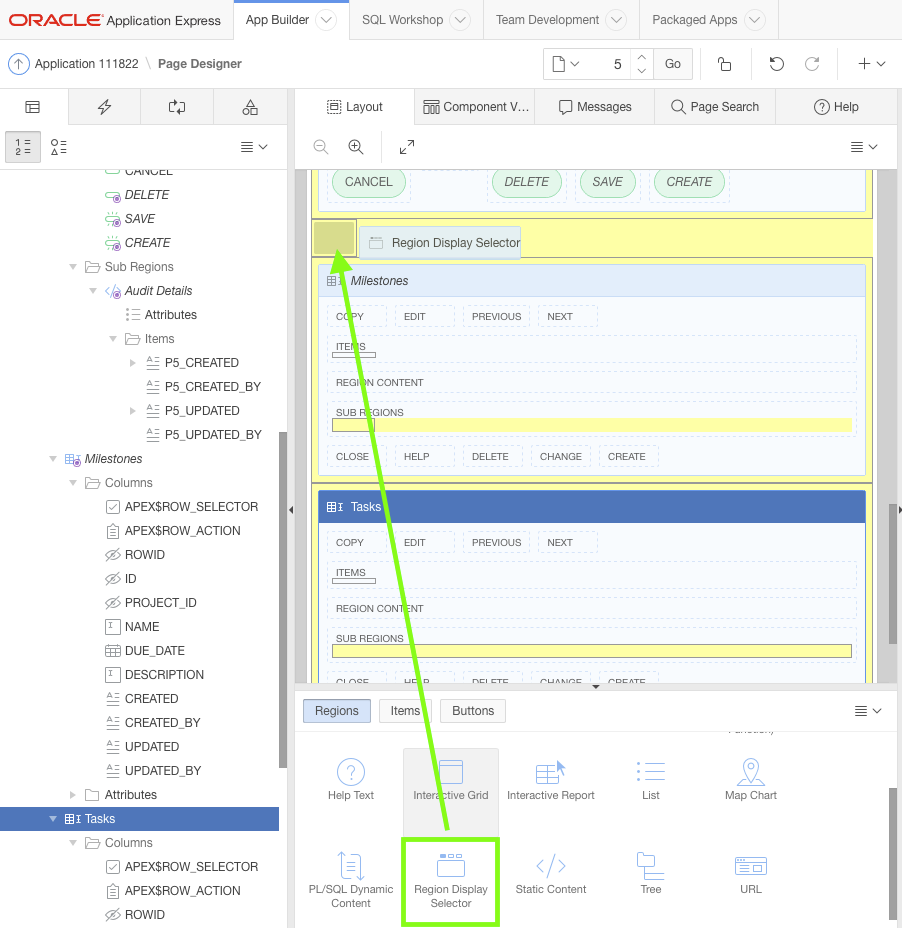 ORACLE Application Express
App Builder
SQL Workshop
Team Development
Packaged Apps
Application 111822 \ Page Designer
5
Go
Layout
Component V...
Messages
Page Search
Help
CANCEL
DELETE
SAVE
CREATE
Sub Regions
Audit Details
Attributes
Items
P5_CREATED
P5_CREATED_BY
P5_UPDATED
P5_UPDATED_BY
Milestones
Columns
APEX$ROW_SELECTOR
APEX$ROW_ACTION
ROWID
ID
PROJECT_ID
NAME
DUE_DATE
DESCRIPTION
CREATED
CREATED_BY
UPDATED
UPDATED_BY
Attributes
Tasks
Columns
APEX$ROW_SELECTOR
APEX$ROW_ACTION
ROWID
CANCEL DELETE SAVE CREATE
Region Display Selector
Milestones
COPY EDIT PREVIOUS NEXT
ITEMS
REGION CONTENT
SUB REGIONS
CLOSE HELP DELETE CHANGE CREATE
Tasks
COPY EDIT PREVIOUS NEXT
ITEMS
REGION CONTENT
SUB REGIONS
CLOSE HELP DELETE CHANGE CREATE
Regions Items Buttons
Function)
Help Text
Interactive Grid
Interactive Report
List
Map Chart
PL/SQL Dynamic
Content
Region Display
Selector
Static Content
Tree
URL